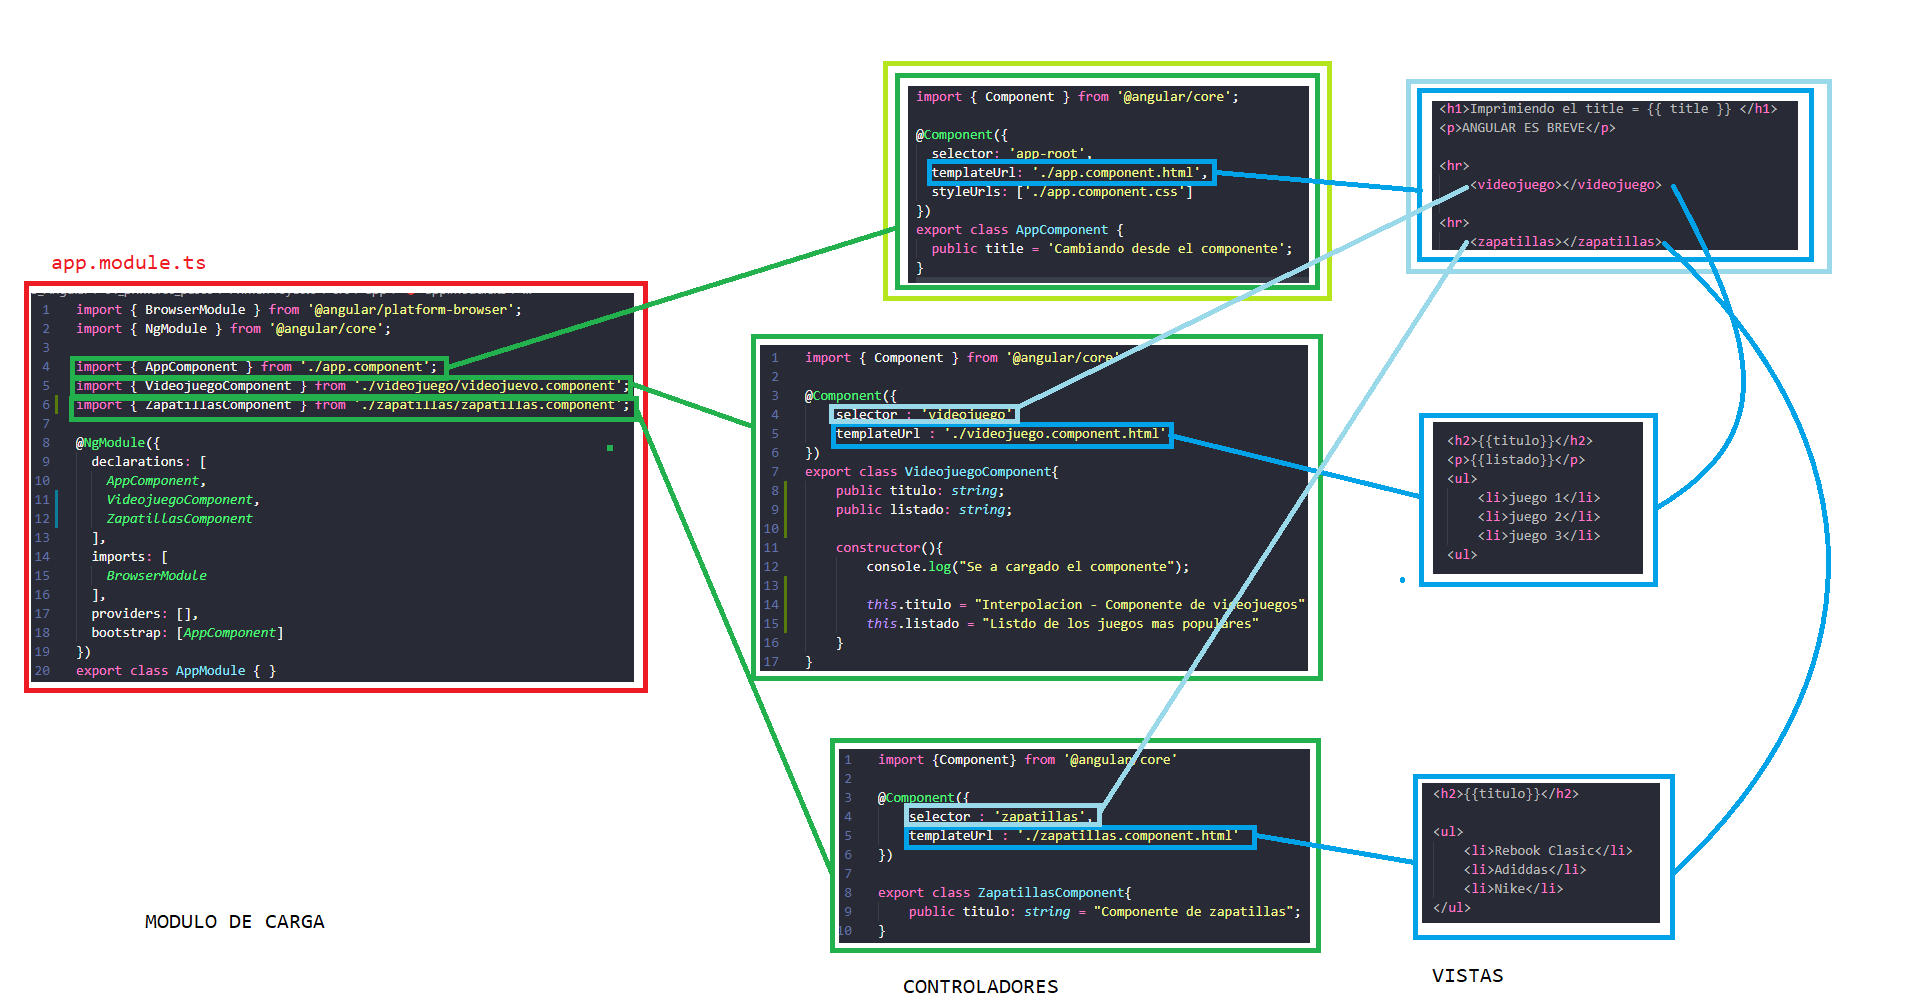 app.module.ts
1 import { BrowserModule } from '@angular/platform-browser';
2 import { NgModule } from '@angular/core';
3
4 import { AppComponent } from './app.component';
5 import { VideojuegoComponent } from './videojuego/videojuevo.component';
6 import { ZapatillasComponent } from './zapatillas/zapatillas.component';
7
8 @NgModule({
9 declarations: [
10 AppComponent,
11 VideojuegoComponent,
12 ZapatillasComponent
13 ],
14 imports: [
15 BrowserModule
16 ],
17 providers: [],
18 bootstrap: [AppComponent]
19 })
20 export class AppModule { }
MODULO DE CARGA
import { Component } from '@angular/core';
@Component({
selector: 'app-root',
templateUrl: './app.component.html',
styleUrls: ['./app.component.css']
})
export class AppComponent {
public title = 'Cambiando desde el componente';
}
1 import { Component } from '@angular/core'
2
3 @Component({
4 selector : 'videojuego',
5 templateUrl : './videojuego.component.html'
6 })
7 export class VideojuegoComponent{
8 public titulo: string;
9 public listado: string;
10
11 constructor(){
12 console.log("Se a cargado el componente");
13
14 this.titulo = "Interpolacion - Componente de videojuegos"
15 this.listado = "Listdo de los juegos mas populares"
16 }
17 }
1 import {Component} from '@angular/core'
2
3 @Component({
4 selector : 'zapatillas',
5 templateUrl : './zapatillas.component.html'
6 })
7
8 export class ZapatillasComponent{
9 public titulo: string = "Componente de zapatillas";
10 }
CONTROLADORES
<h1>Imprimiendo el title = {{ title }} </h1>
<p>ANGULAR ES BREVE</p>
<hr>
<videojuego></videojuego>
<hr>
<zapatillas></zapatillas>
<h2>{{titulo}}</h2>
<p>{{listado}}</p>
<ul>
<li>juego 1</li>
<li>juego 2</li>
<li>juego 3</li>
<ul>
<h2>{{titulo}}</h2>
<ul>
<li>Rebook Clasic</li>
<li>Adiddas</li>
<li>Nike</li>
</ul>
VISTAS